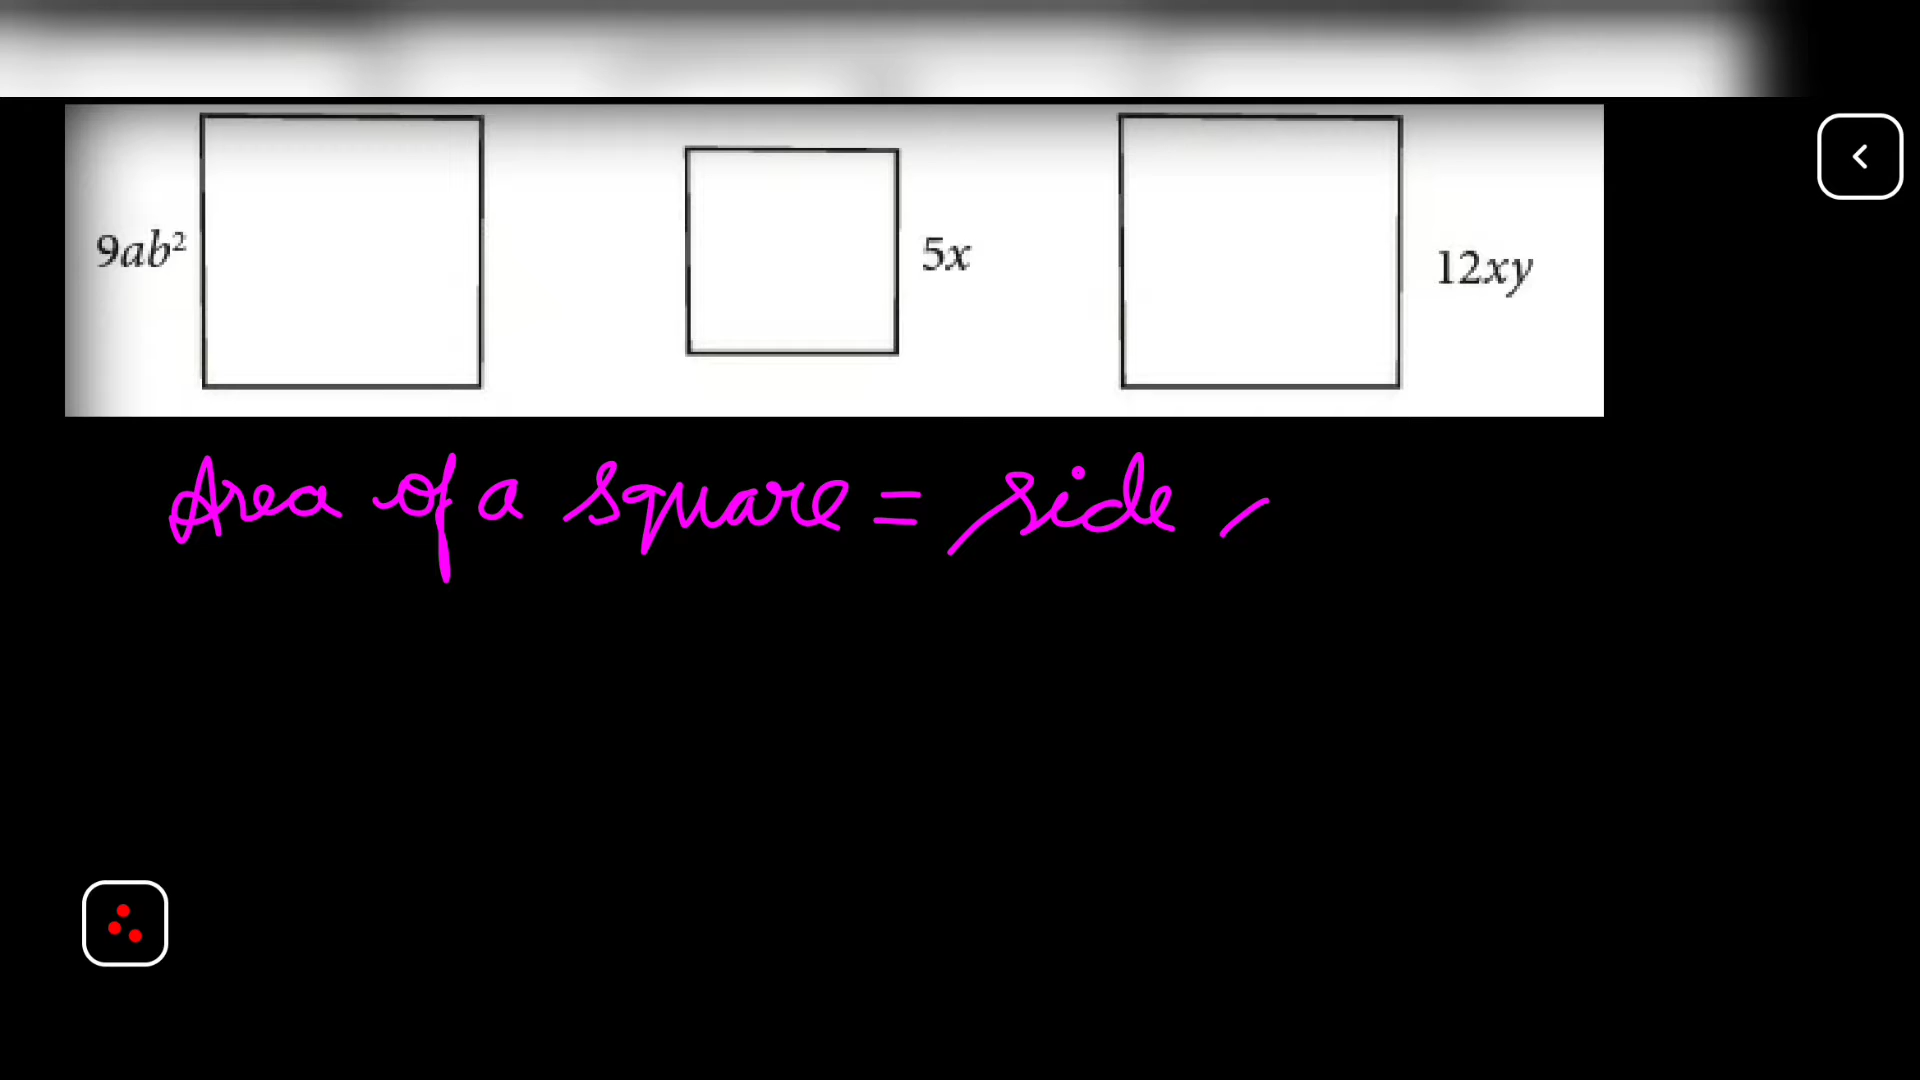 9ab² 5x 12xy
Area of a square = side